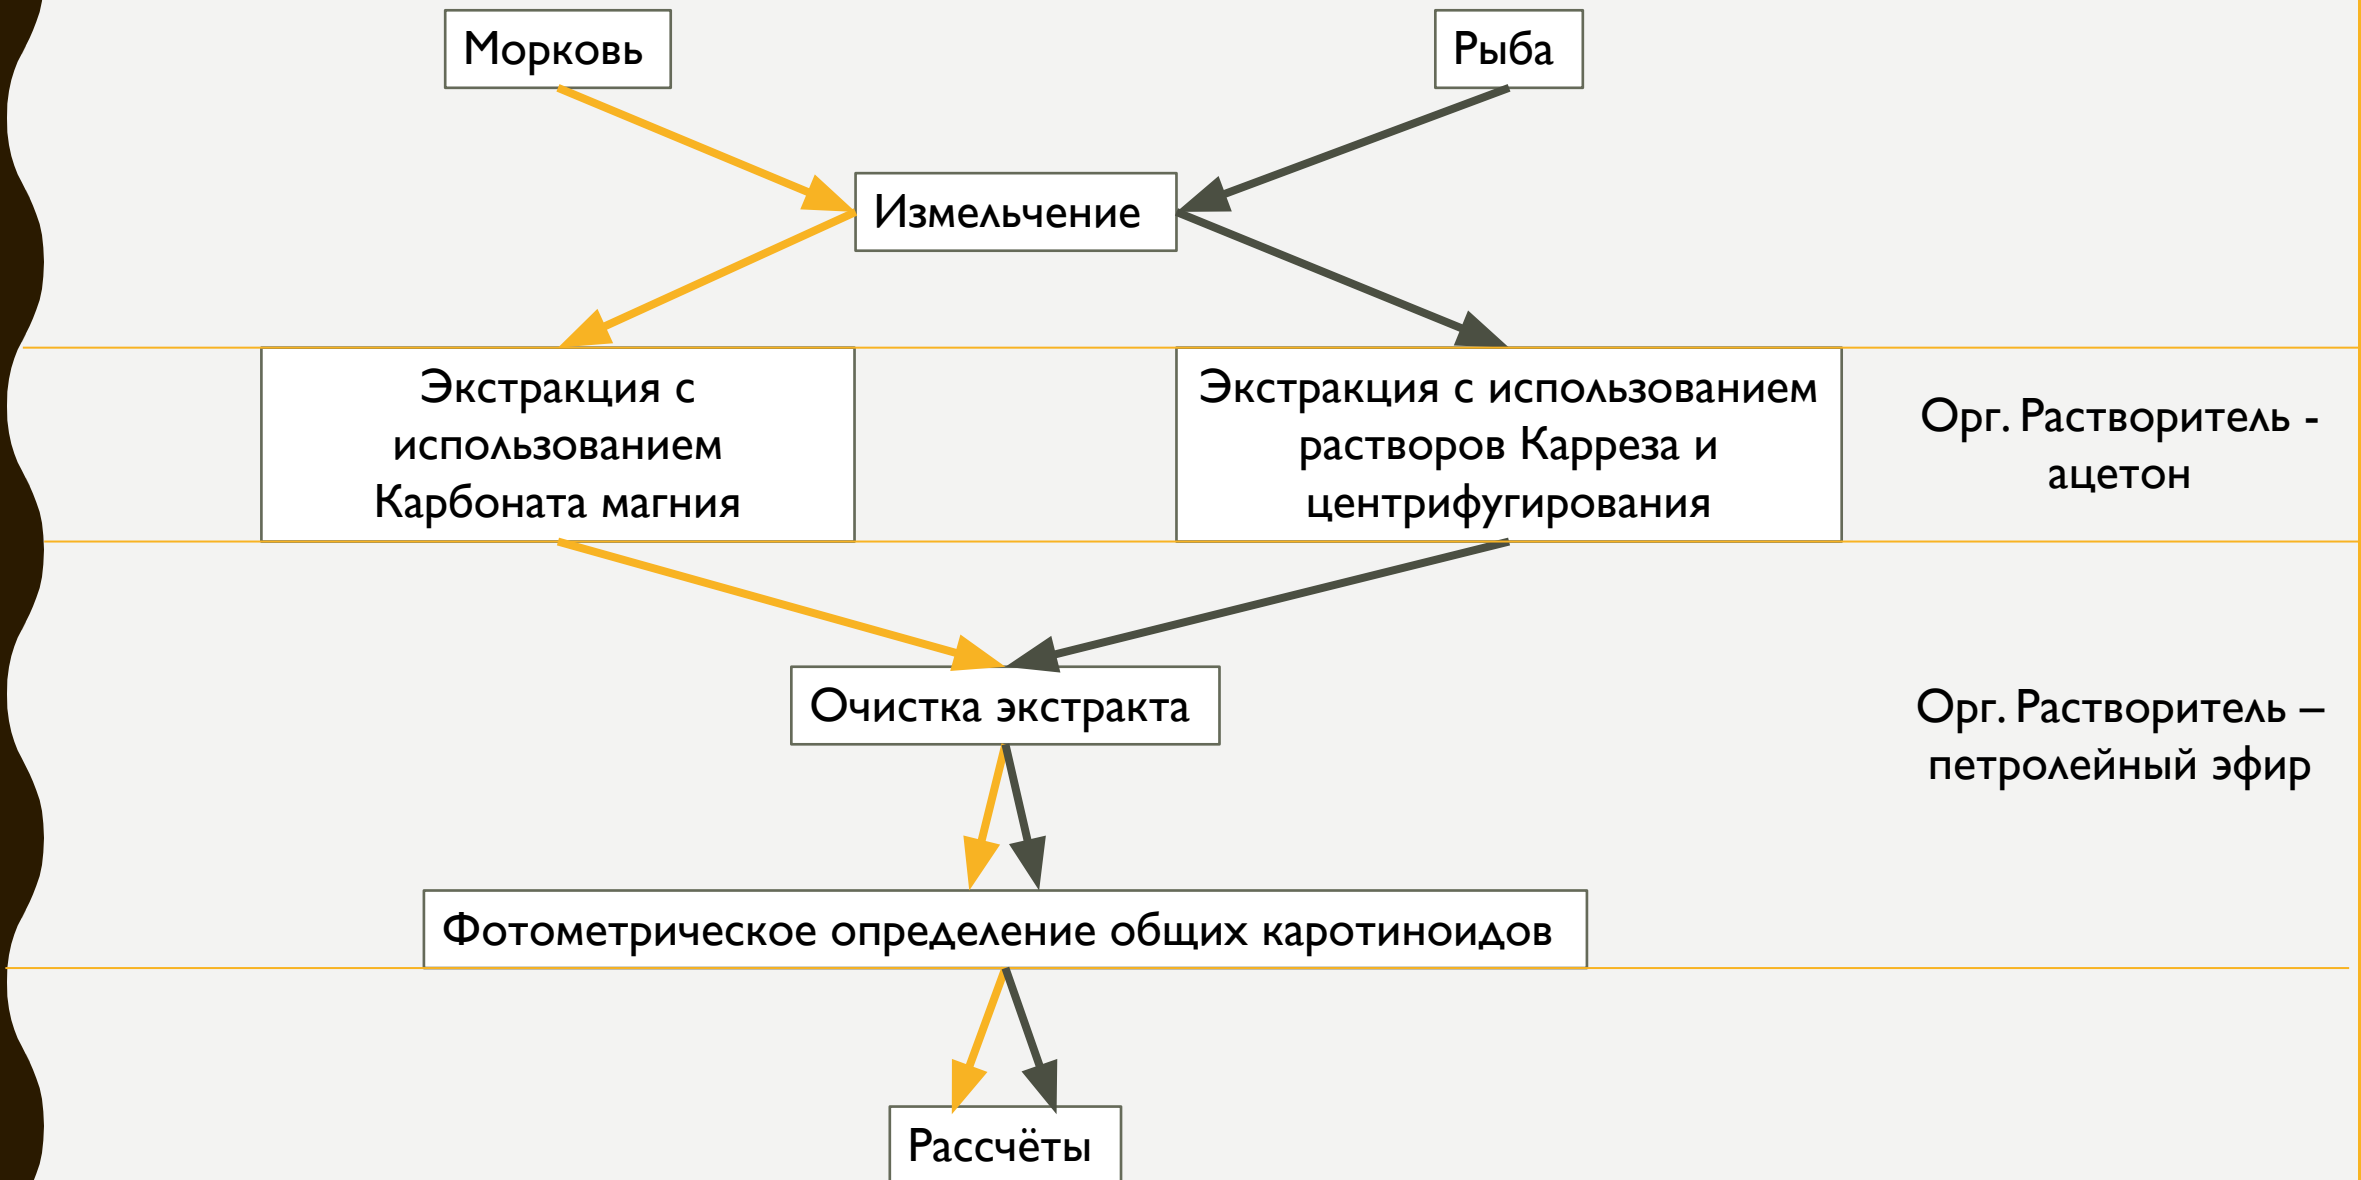 Морковь
Рыба
Измельчение
Экстракция с
использованием
Карбоната магния
Экстракция с использованием
растворов Карреза и
центрифугирования
Орг. Растворитель -
ацетон
Очистка экстракта
Орг. Растворитель –
петролейный эфир
Фотометрическое определение общих каротиноидов
Рассчёты